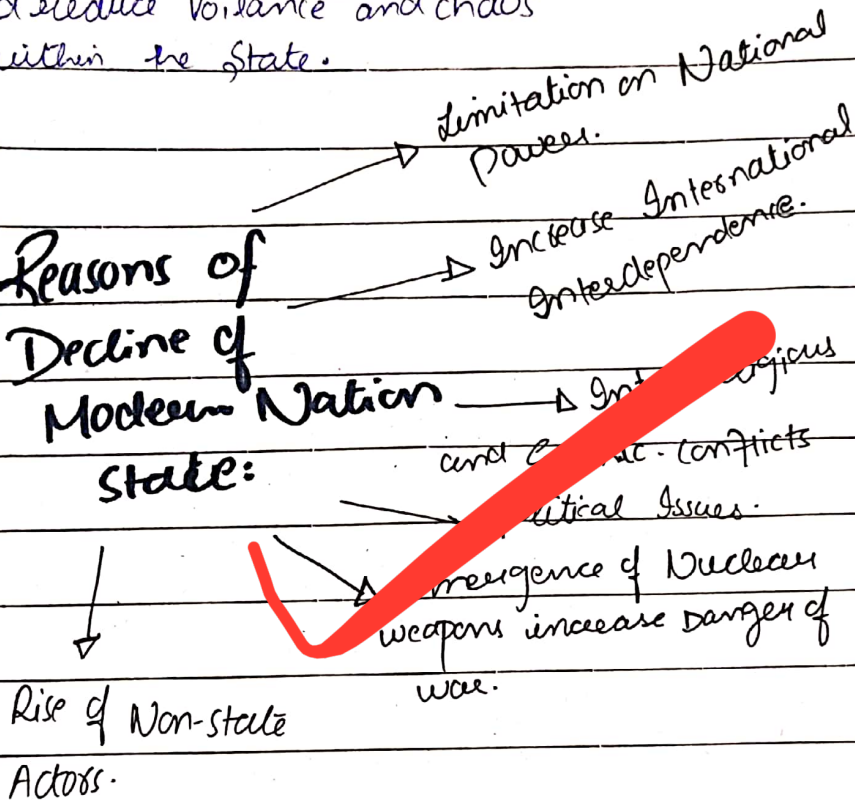 reduce Voilance and chaos
within the State.
Limitation on National
Powers.
Increase International
Interdependence.
Reasons of
Decline of
Modern Nation
State:
and conflicts
Issues.
of Nuclear
weapons increase Danger of
war.
Rise of Non-state
Actors.